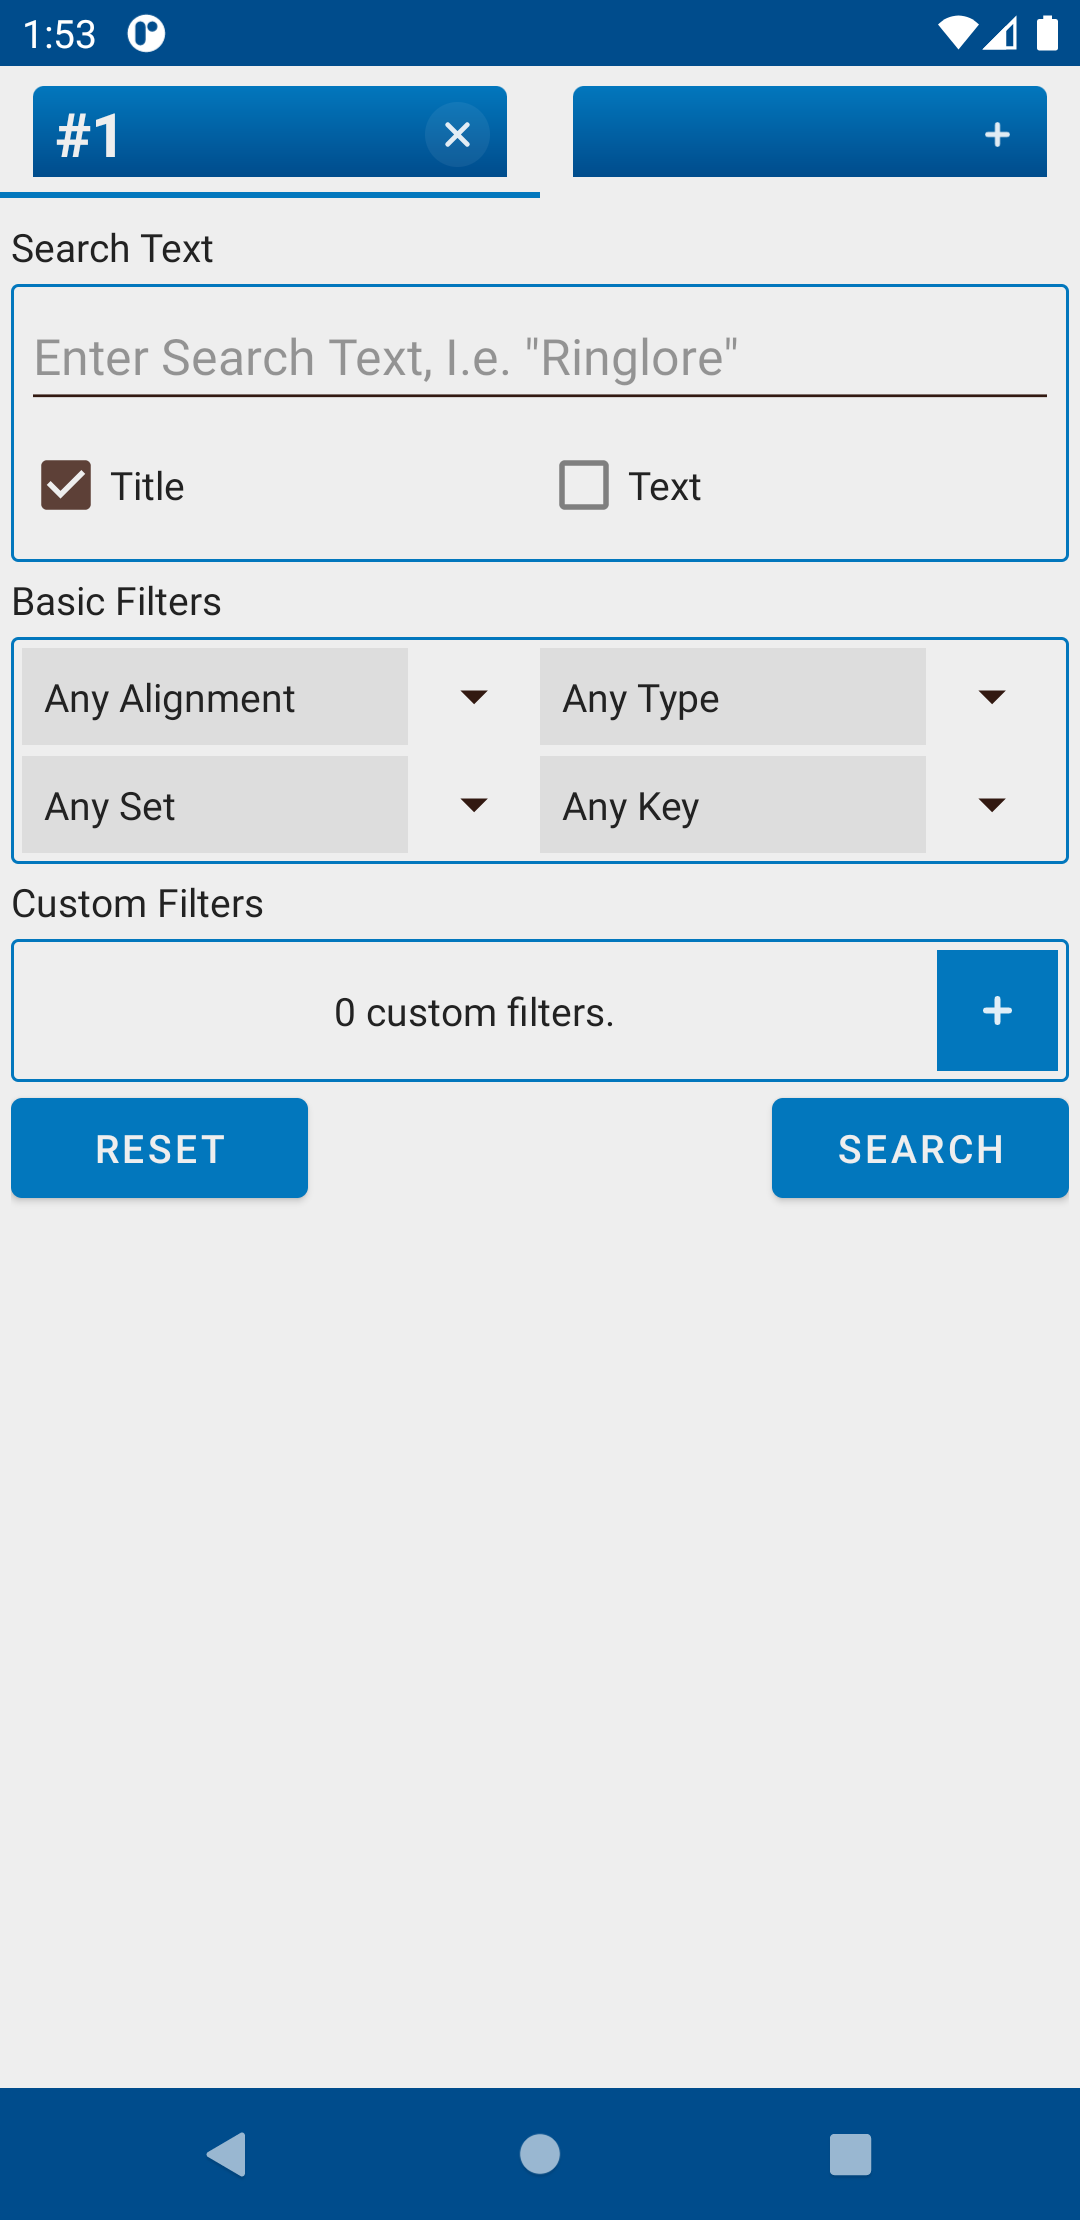 1:53
#1
Search Text
Enter Search Text, I.e. "Ringlore"
Title
Text
Basic Filters
Any Alignment
Any Type
Any Set
Any Key
Custom Filters
0 custom filters.
RESET
SEARCH